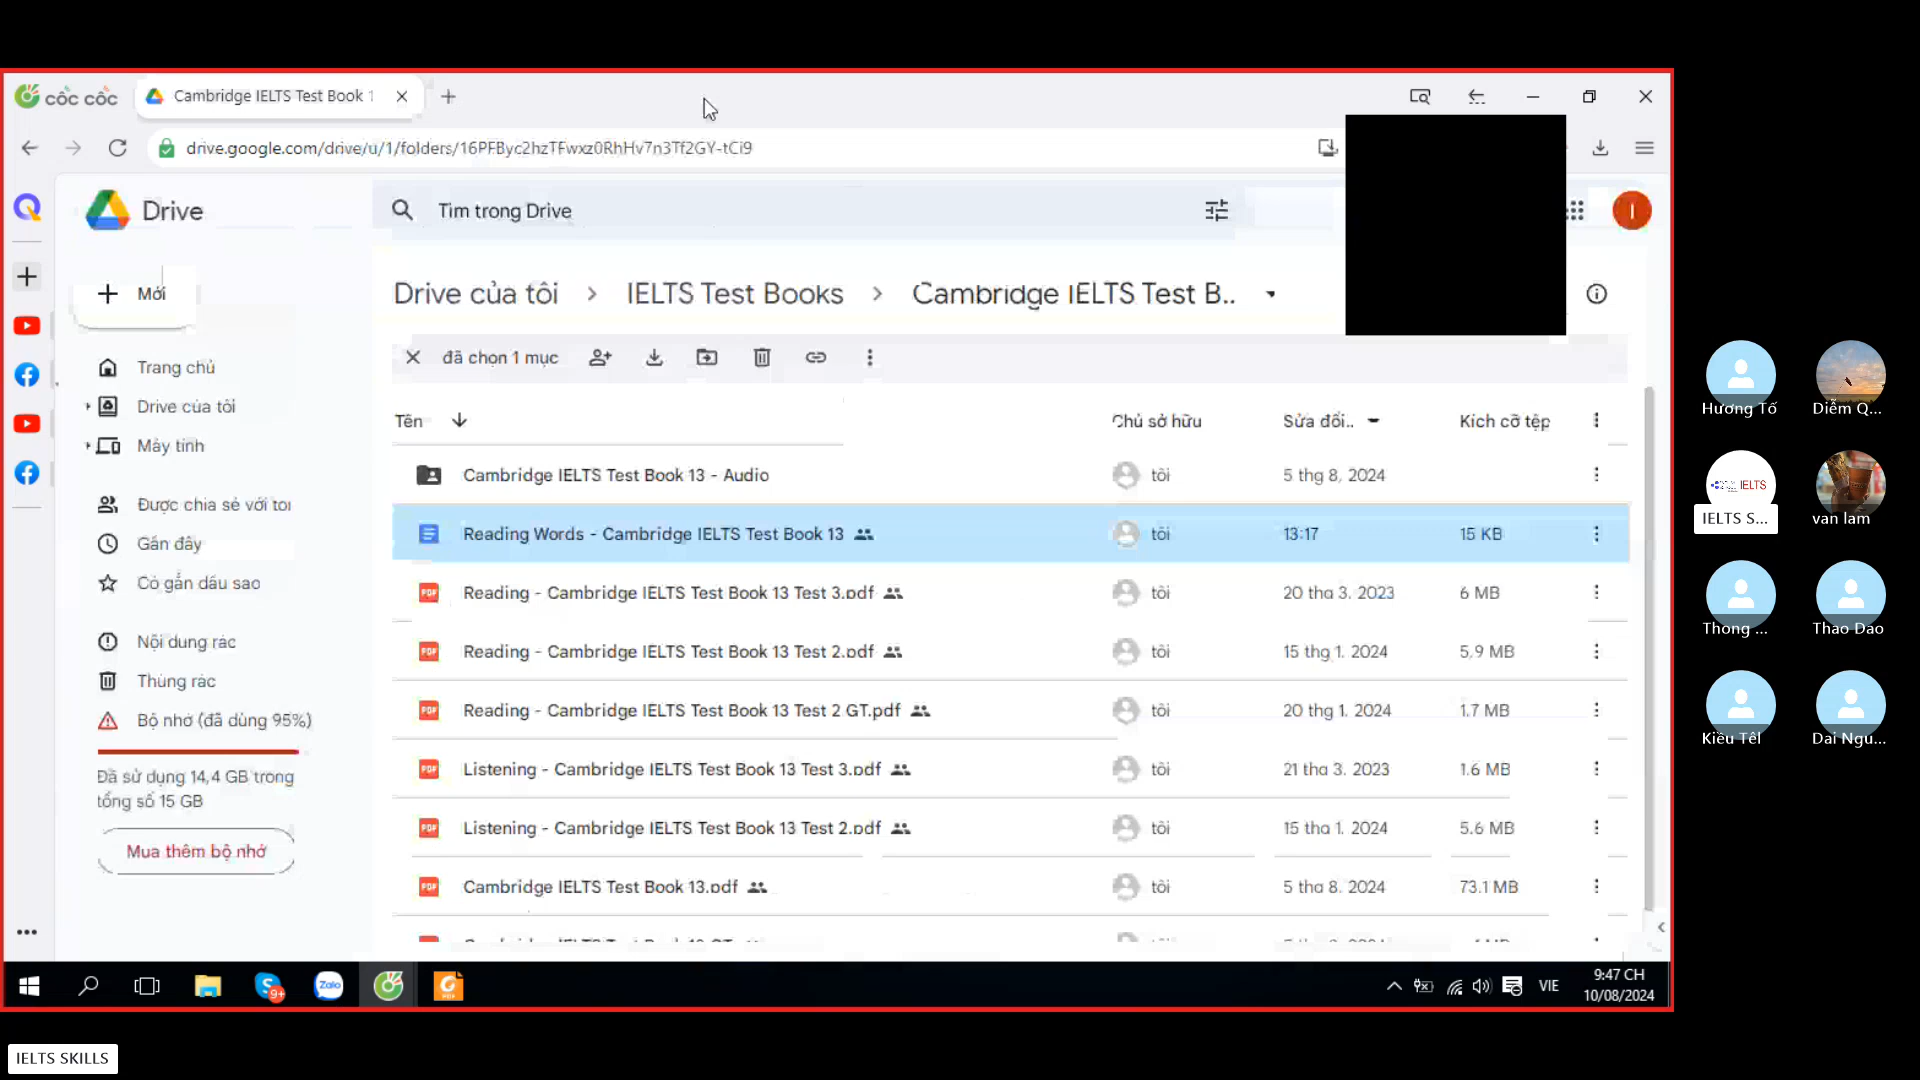 cốc cốc
Cambridge IELTS Test Book 1
drive.google.com/drive/u/1/folders/16PFByc2hzTFwxz0RhHv7n3Tf2GY-tCi9
Drive
Tìm trong Drive
I
Mới
Drive của tôi > IELTS Test Books > Cambridge IELTS Test B..
đã chọn 1 mục
Trang chủ
Drive của tôi
Máy tính
Được chia sẻ với tôi
Gần đây
Có gắn dấu sao
Nội dung rác
Thùng rác
Bộ nhớ (đã dùng 95%)
Đã sử dụng 14,4 GB trong
tổng số 15 GB
Mua thêm bộ nhớ
Tên Chủ sở hữu Sửa đổi.. Kích cỡ tệp
Cambridge IELTS Test Book 13 - Audio tôi 5 thg 8, 2024
Reading Words - Cambridge IELTS Test Book 13 tôi 13:17 15 KB
PDF Reading - Cambridge IELTS Test Book 13 Test 3.pdf tôi 20 thg 3, 2023 6 MB
PDF Reading - Cambridge IELTS Test Book 13 Test 2.pdf tôi 15 thg 1, 2024 5,9 MB
PDF Reading - Cambridge IELTS Test Book 13 Test 2 GT.pdf tôi 20 thg 1, 2024 1,7 MB
PDF Listening - Cambridge IELTS Test Book 13 Test 3.pdf tôi 21 thg 3, 2023 1,6 MB
PDF Listening - Cambridge IELTS Test Book 13 Test 2.pdf tôi 15 thg 1, 2024 5,6 MB
PDF Cambridge IELTS Test Book 13.pdf tôi 5 thg 8, 2024 73,1 MB
9+
Zalo
VIE
9:47 CH
10/08/2024
Hương Tố
Diễm Q...
IELTS
IELTS S...
van lam
Thong ...
Thao Dao
Kiều Têl
Dai Ngu...
IELTS SKILLS